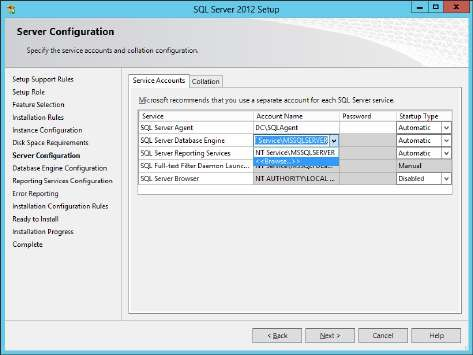 SQL Server 2012 Setup
Server Configuration
Specify the service accounts and collation configuration.
Setup Support Rules
Setup Role
Feature Selection
Installation Rules
Instance Configuration
Disk Space Requirements
Server Configuration
Database Engine Configuration
Reporting Services Configuration
Error Reporting
Installation Configuration Rules
Ready to Install
Installation Progress
Complete
Service Accounts Collation
Microsoft recommends that you use a separate account for each SQL Server service.
Service Account Name Password Startup Type
SQL Server Agent DC\SQLAgent Automatic
SQL Server Database Engine Service\MSSQLSERVER Automatic
SQL Server Reporting Services NT Service\MSSQLSERVER Automatic
<<Browse...>>
SQL Full-text Filter Daemon Launc... Manual
SQL Server Browser NT AUTHORITY\LOCAL ... Disabled
< Back Next > Cancel Help